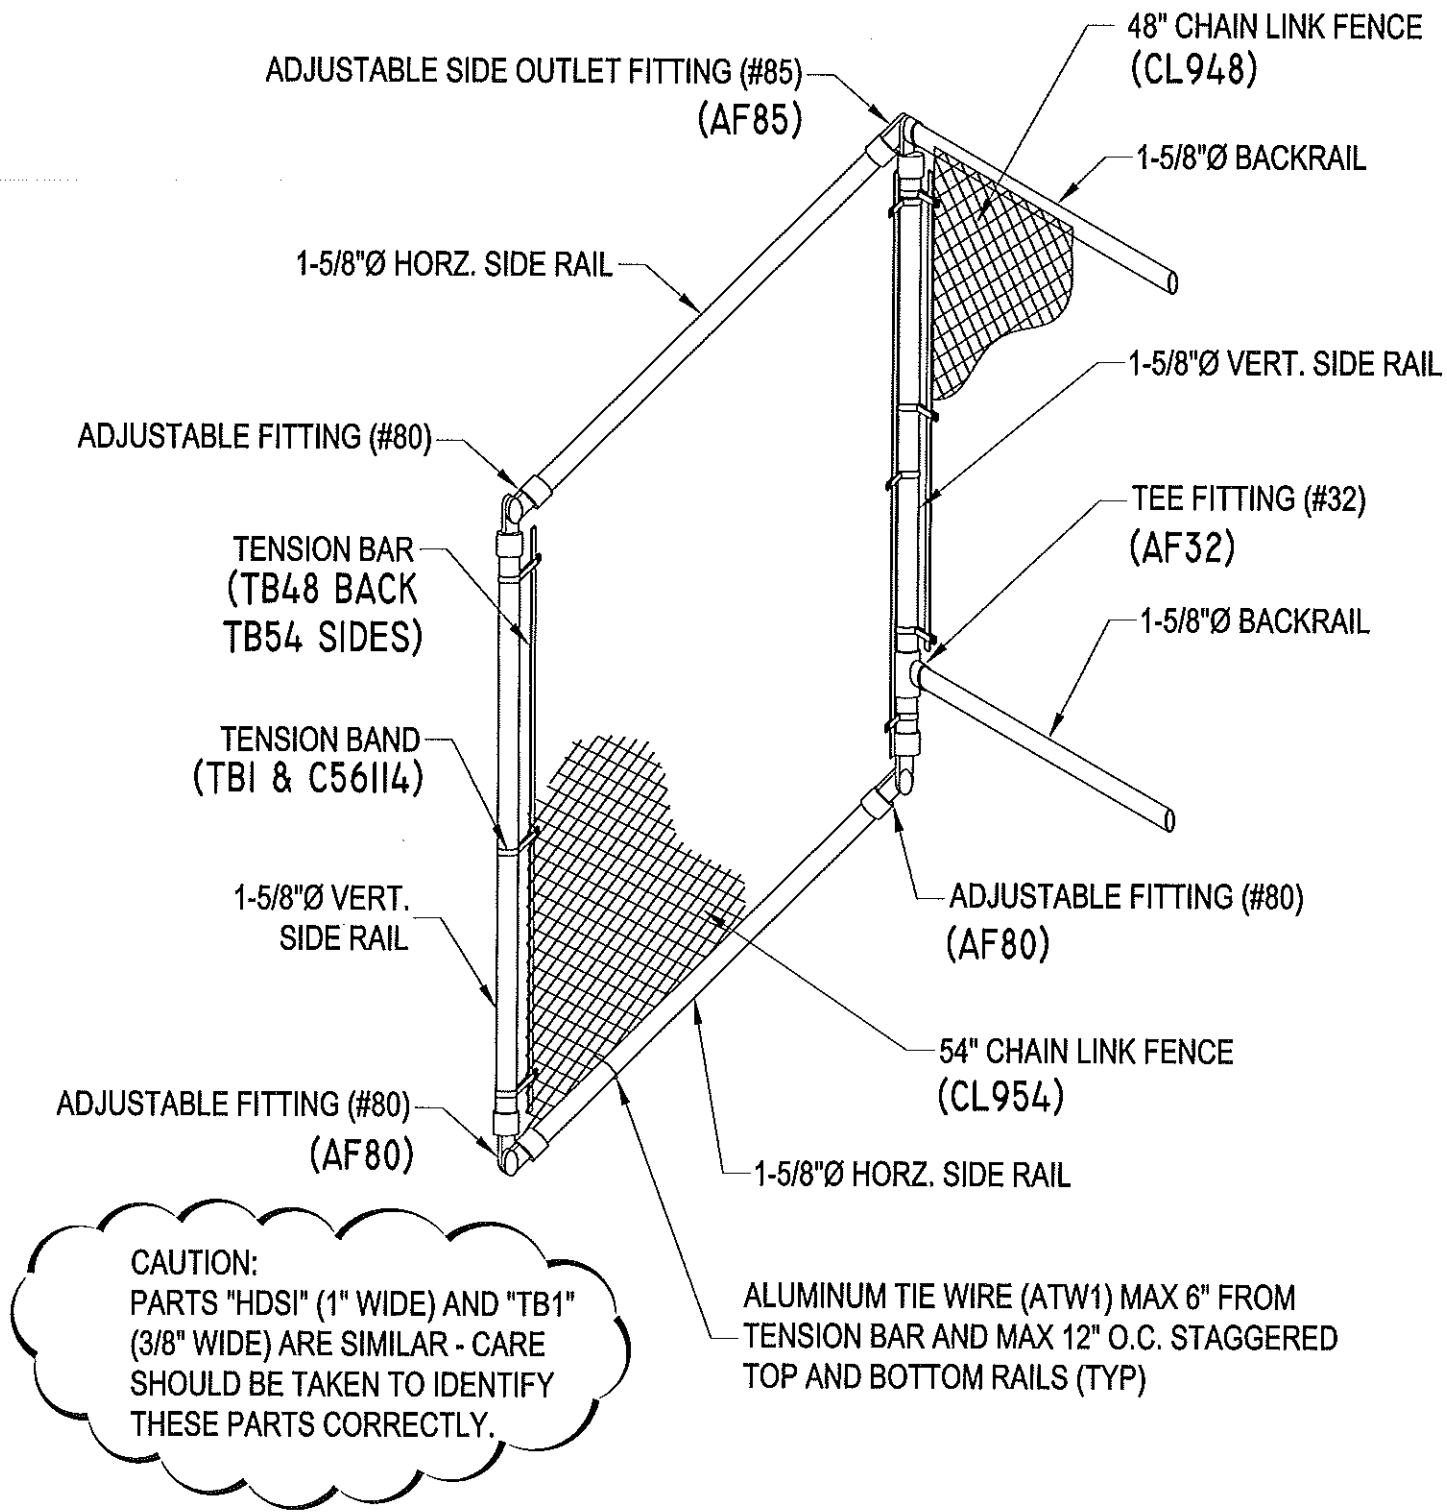 48" CHAIN LINK FENCE
(CL948)
ADJUSTABLE SIDE OUTLET FITTING (#85)
(AF85)
1-5/8"Ø BACKRAIL
1-5/8"Ø HORZ. SIDE RAIL
1-5/8"Ø VERT. SIDE RAIL
ADJUSTABLE FITTING (#80)
TEE FITTING (#32)
(AF32)
TENSION BAR
(TB48 BACK
TB54 SIDES)
1-5/8"Ø BACKRAIL
TENSION BAND
(TB1 & C56114)
1-5/8"Ø VERT.
SIDE RAIL
ADJUSTABLE FITTING (#80)
(AF80)
54" CHAIN LINK FENCE
(CL954)
ADJUSTABLE FITTING (#80)
(AF80)
1-5/8"Ø HORZ. SIDE RAIL
CAUTION:
PARTS "HDSI" (1" WIDE) AND "TB1"
(3/8" WIDE) ARE SIMILAR - CARE
SHOULD BE TAKEN TO IDENTIFY
THESE PARTS CORRECTLY.
ALUMINUM TIE WIRE (ATW1) MAX 6" FROM
TENSION BAR AND MAX 12" O.C. STAGGERED
TOP AND BOTTOM RAILS (TYP)